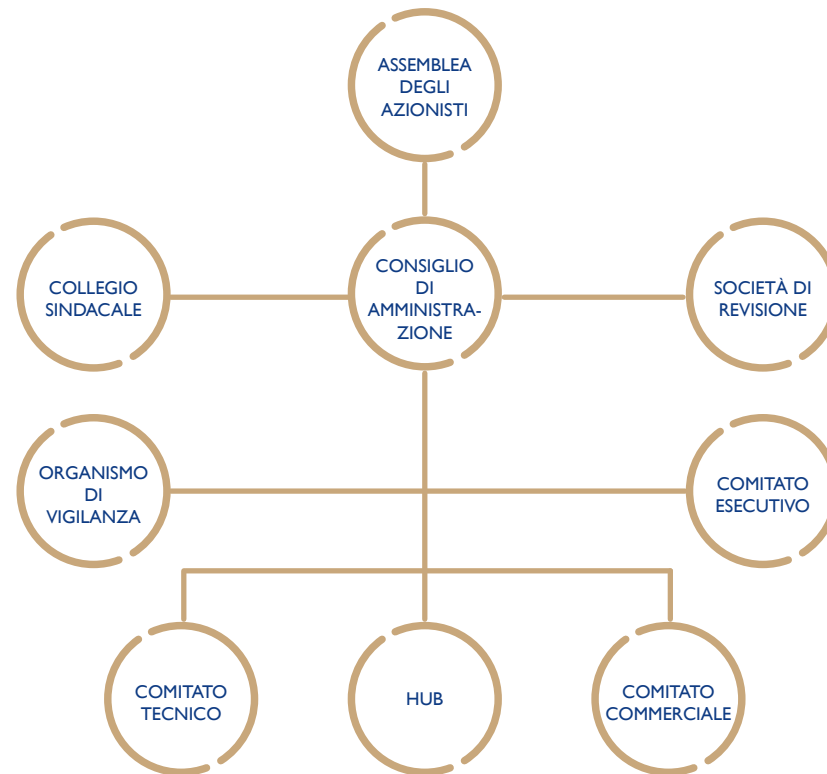 ASSEMBLEA
DEGLI
AZIONISTI
COLLEGIO
SINDACALE
CONSIGLIO
DI
AMMINISTRA-
ZIONE
SOCIETÀ DI
REVISIONE
ORGANISMO
DI
VIGILANZA
COMITATO
ESECUTIVO
COMITATO
TECNICO
HUB
COMITATO
COMMERCIALE